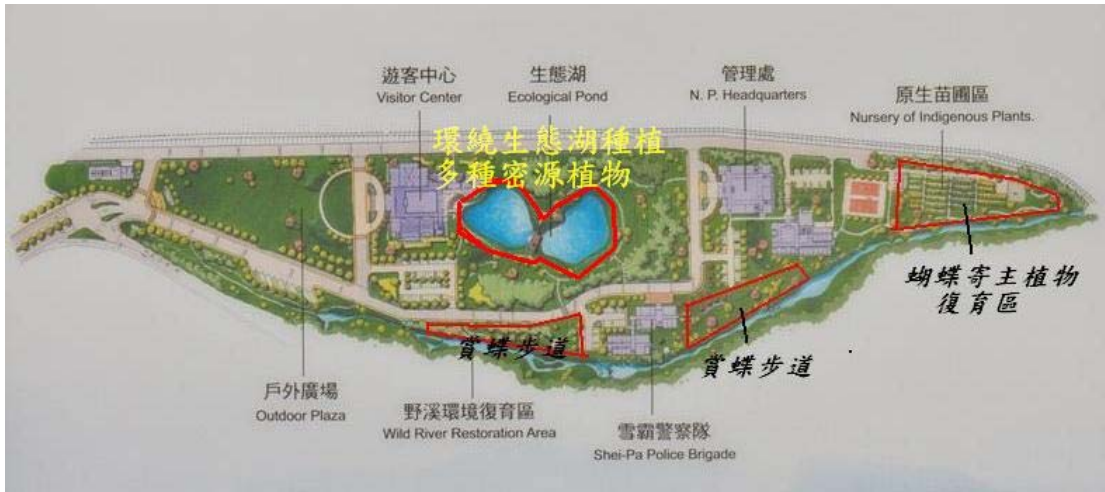 遊客中心
Visitor Center
生態湖
Ecological Pond
管理處
N. P. Headquarters
原生苗圃區
Nursery of Indigenous Plants.
環繞生態湖種植
多種密源植物
蝴蝶寄主植物
復育區
賞蝶步道
賞蝶步道
戶外廣場
Outdoor Plaza
野溪環境復育區
Wild River Restoration Area
雪霸警察隊
Shei-Pa Police Brigade